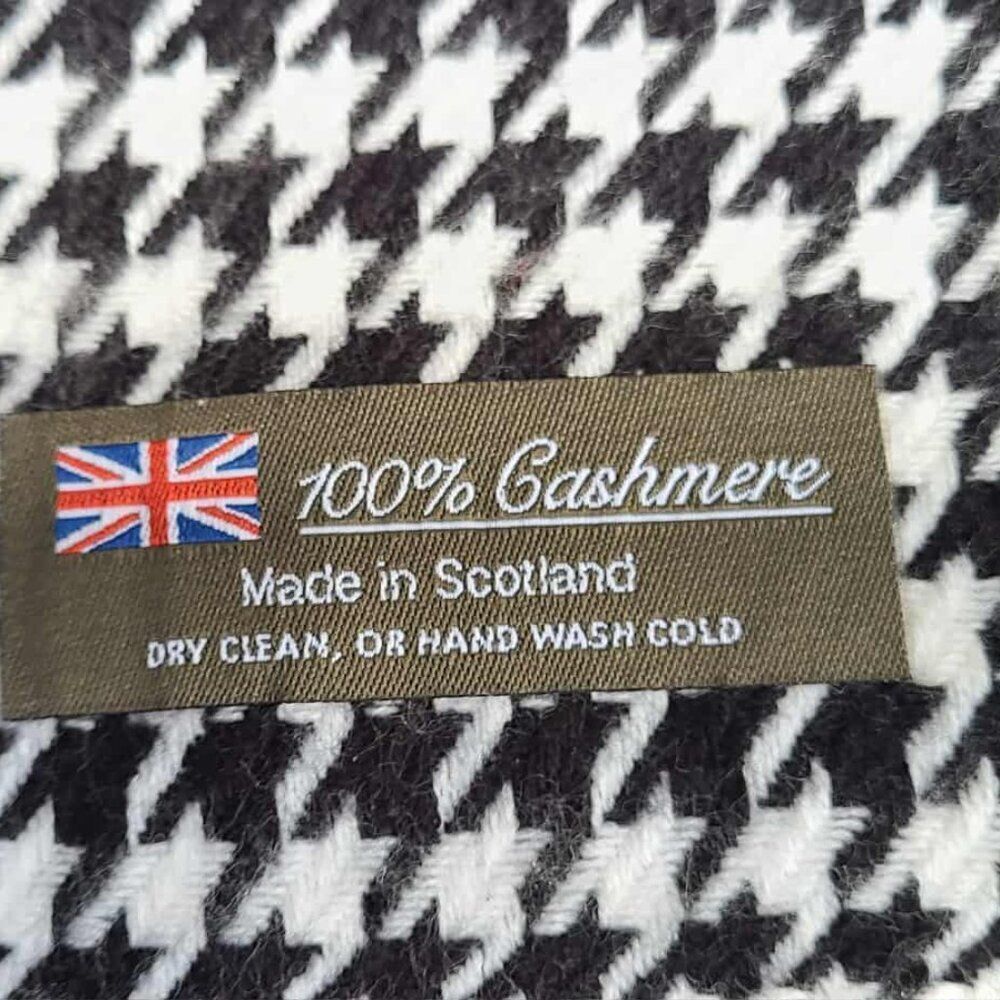 100% Cashmere
Made in Scotland
DRY CLEAN, OR HAND WASH COLD